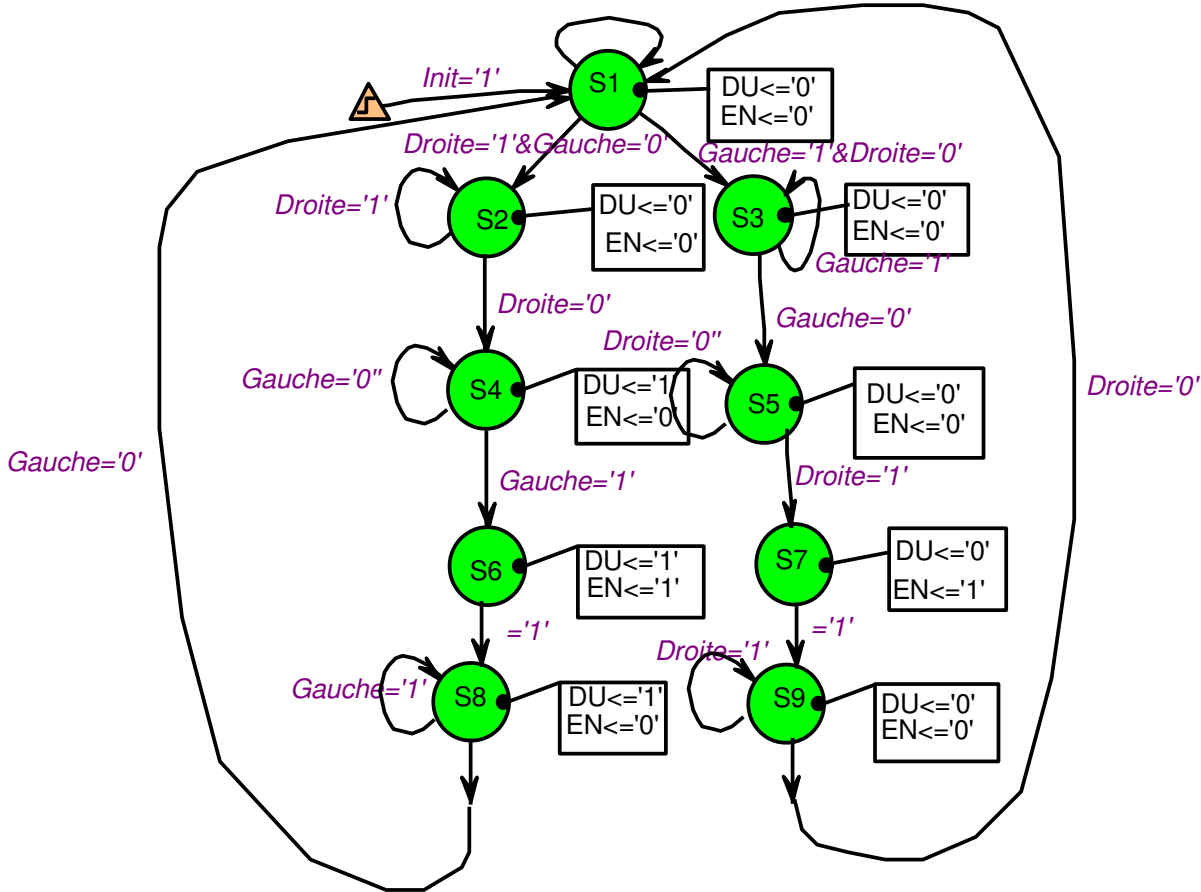 Init='1'
S1
DU<='0'
EN<='0'
Droite='1'&Gauche='0'
Gauche='1'&Droite='0'
Droite='1'
S2
DU<='0'
EN<='0'
S3
DU<='0'
EN<='0'
Gauche='1'
Droite='0'
Gauche='0'
Droite='0''
Gauche='0''
S4
DU<='1
EN<='0'
S5
DU<='0'
EN<='0'
Droite='0'
Gauche='0'
Gauche='1'
Droite='1'
S6
DU<='1'
EN<='1'
S7
DU<='0'
EN<='1'
='1'
='1'
Droite='1'
Gauche='1'
S8
DU<='1'
EN<='0'
S9
DU<='0'
EN<='0'